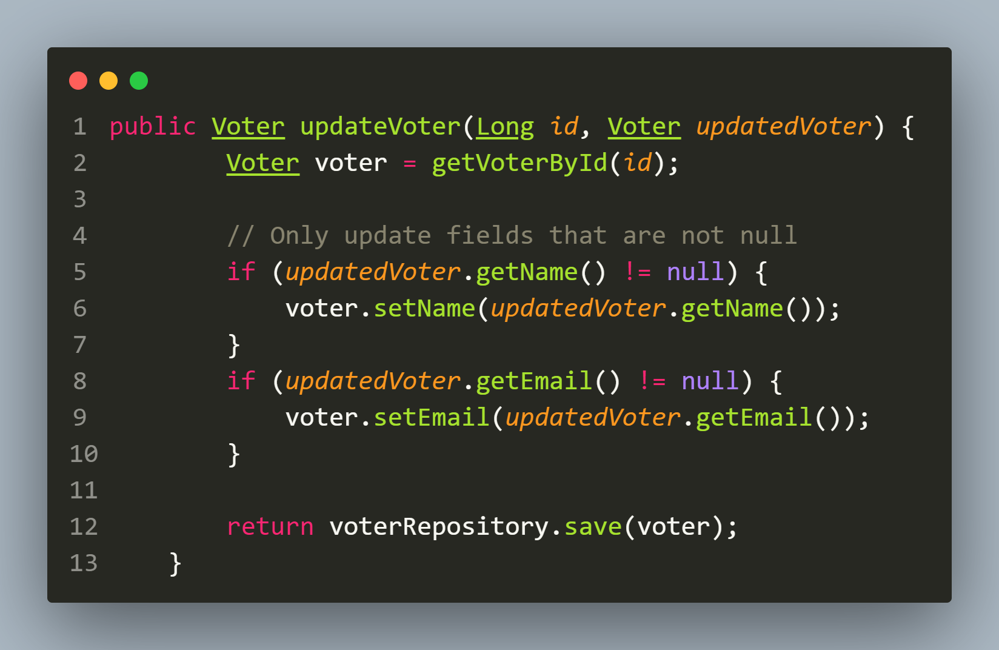 1 public Voter updateVoter(Long id, Voter updatedVoter) {
2         Voter voter = getVoterById(id);
3
4         // Only update fields that are not null
5         if (updatedVoter.getName() != null) {
6             voter.setName(updatedVoter.getName());
7         }
8         if (updatedVoter.getEmail() != null) {
9             voter.setEmail(updatedVoter.getEmail());
10         }
11
12         return voterRepository.save(voter);
13     }